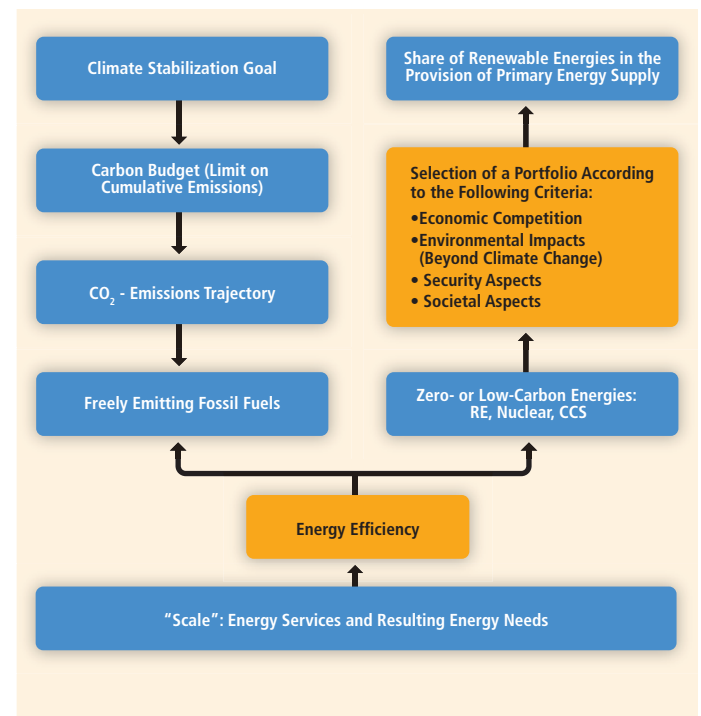 Climate Stabilization Goal
Carbon Budget (Limit on
Cumulative Emissions)
CO₂ - Emissions Trajectory
Freely Emitting Fossil Fuels
Share of Renewable Energies in the
Provision of Primary Energy Supply
Selection of a Portfolio According
to the Following Criteria:
•Economic Competition
•Environmental Impacts
(Beyond Climate Change)
• Security Aspects
• Societal Aspects
Zero- or Low-Carbon Energies:
RE, Nuclear, CCS
Energy Efficiency
“Scale”: Energy Services and Resulting Energy Needs